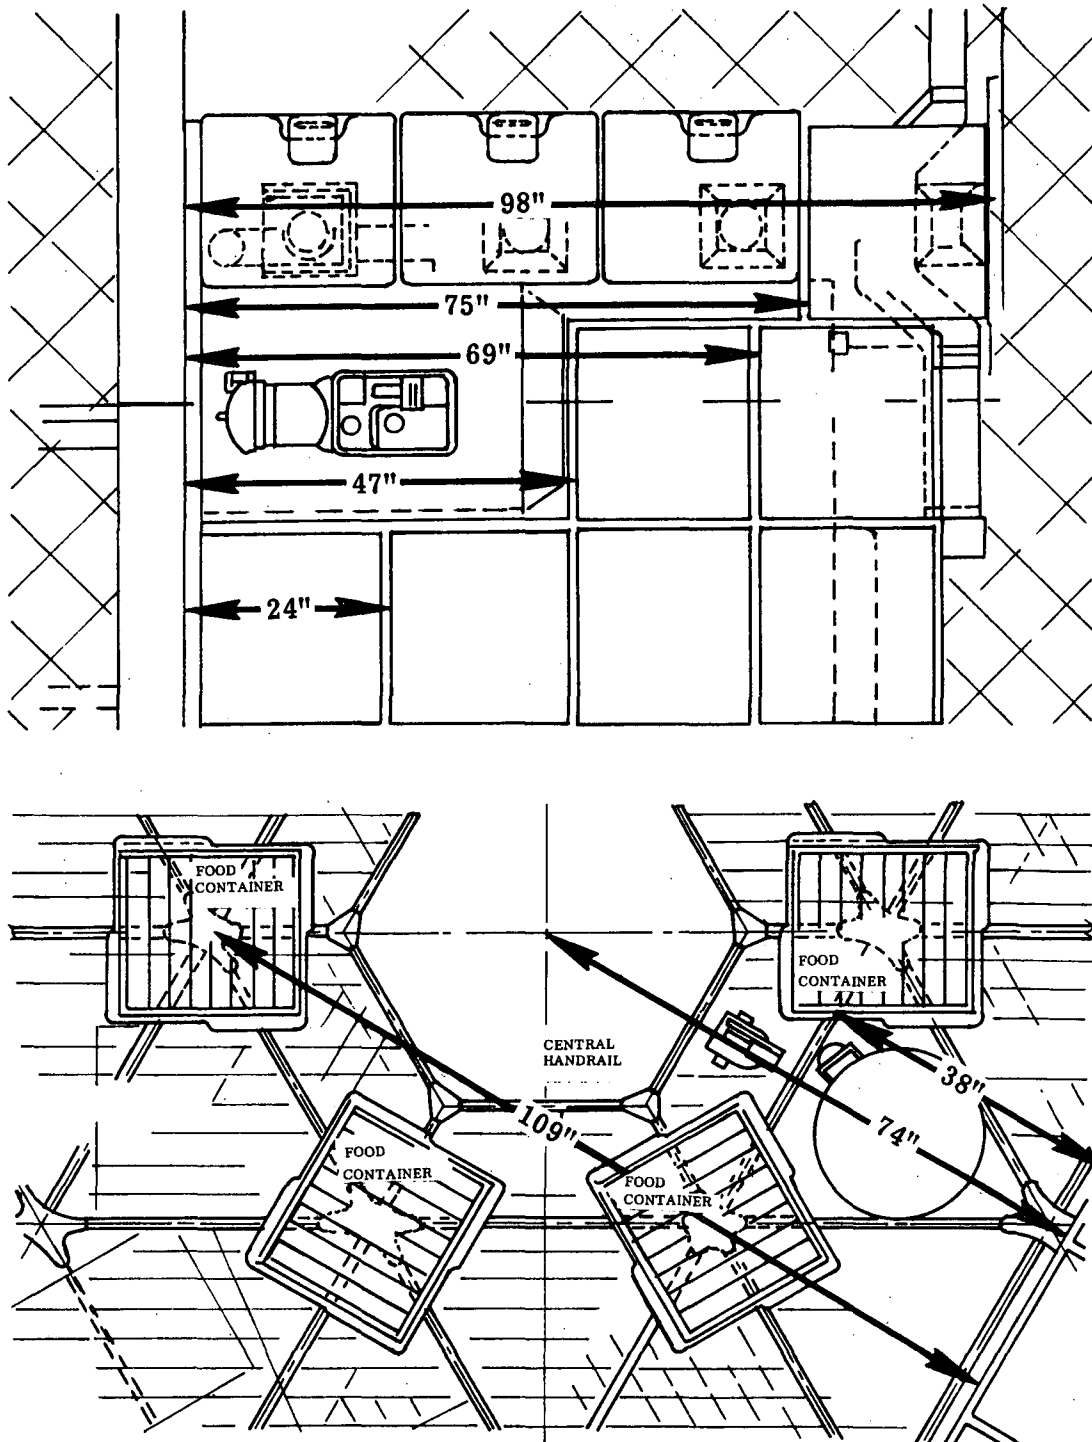 98"
75"
69"
47"
24"
FOOD
CONTAINER
FOOD
CONTAINER
CENTRAL
HANDRAIL
38"
109"
74"
FOOD
CONTAINER
FOOD
CONTAINER